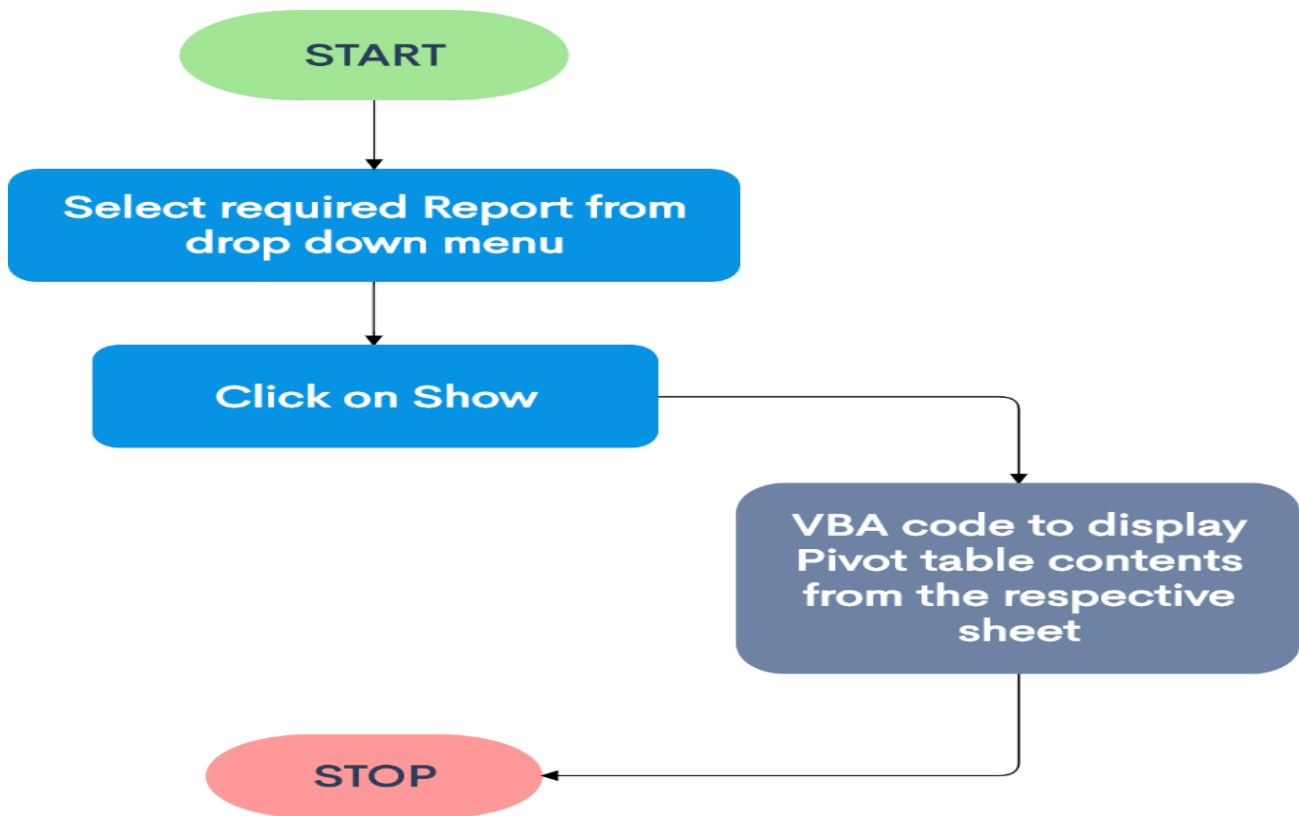 START
Select required Report from
drop down menu
Click on Show
VBA code to display
Pivot table contents
from the respective
sheet
STOP